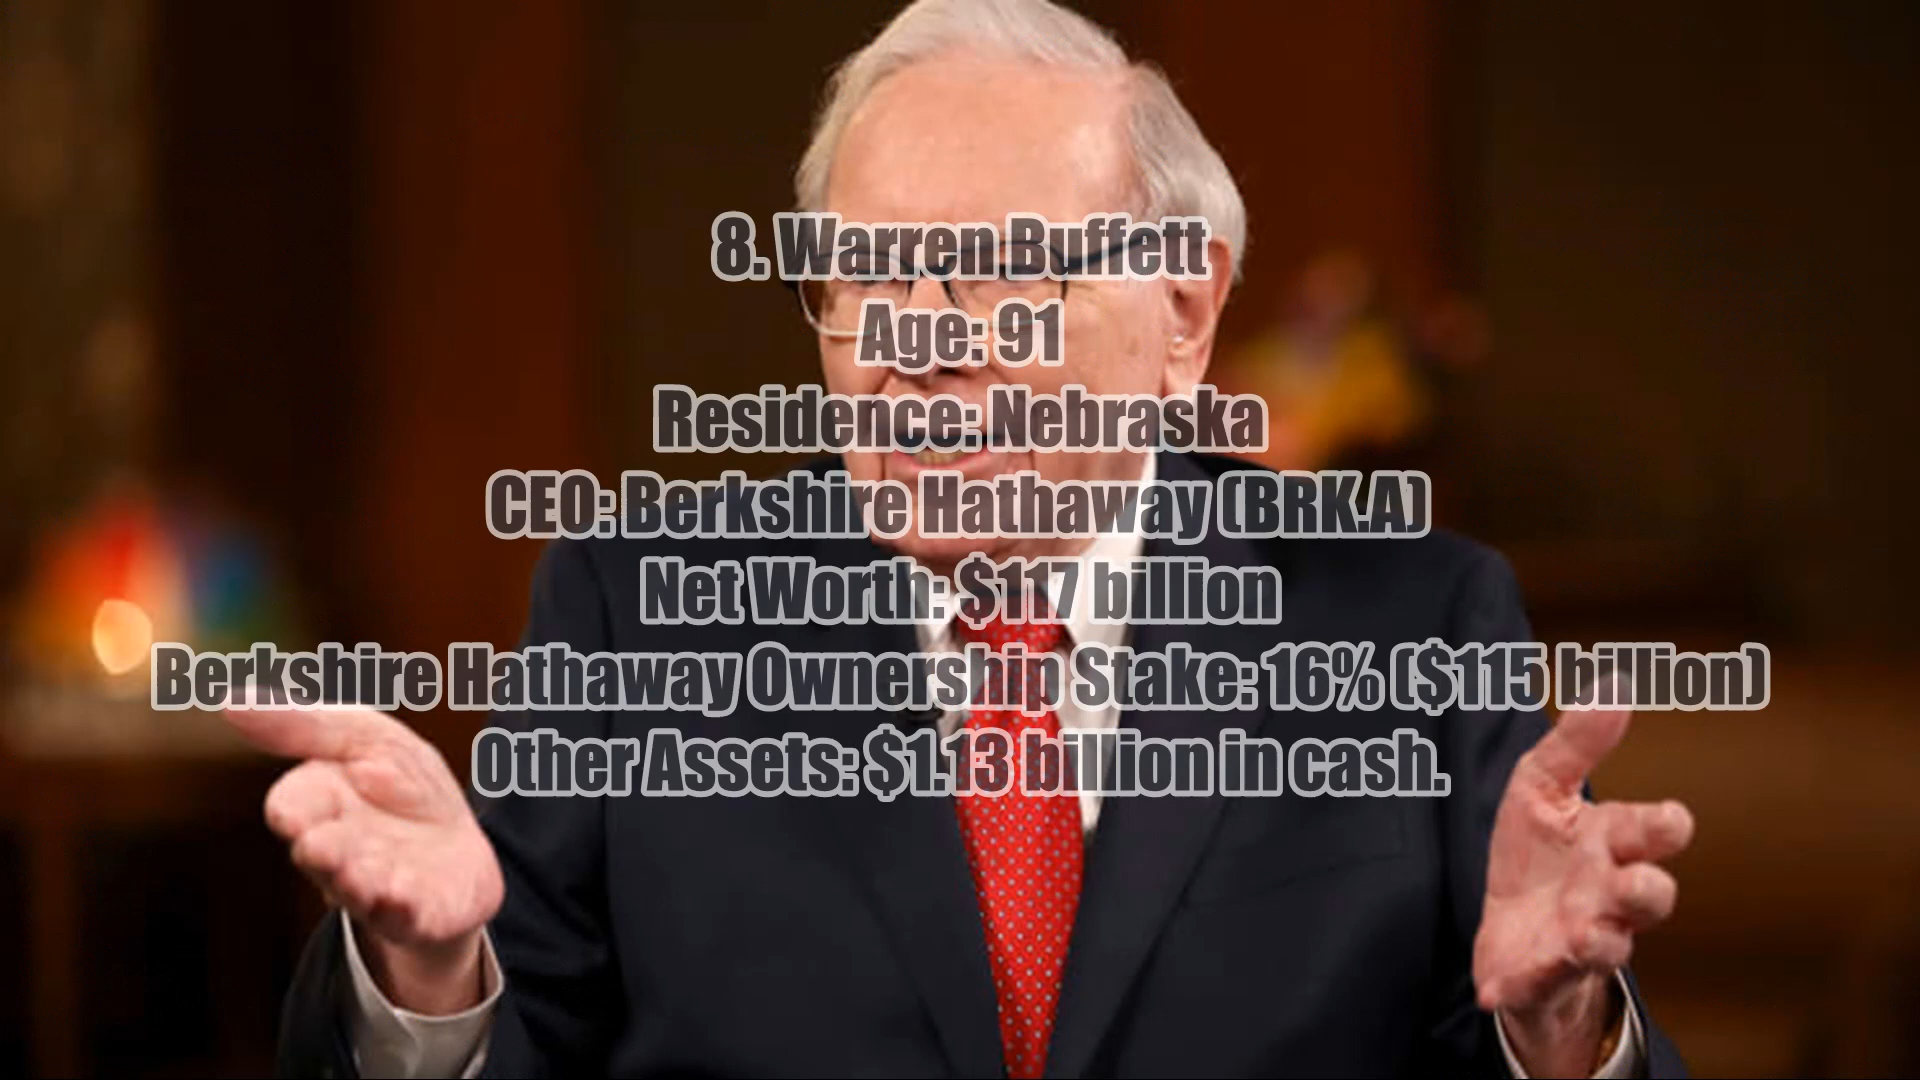 8. Warren Buffett
Age: 91
Residence: Nebraska
CEO: Berkshire Hathaway (BRK.A)
Net Worth: $117 billion
Berkshire Hathaway Ownership Stake: 16% ($115 billion)
Other Assets: $1.13 billion in cash.